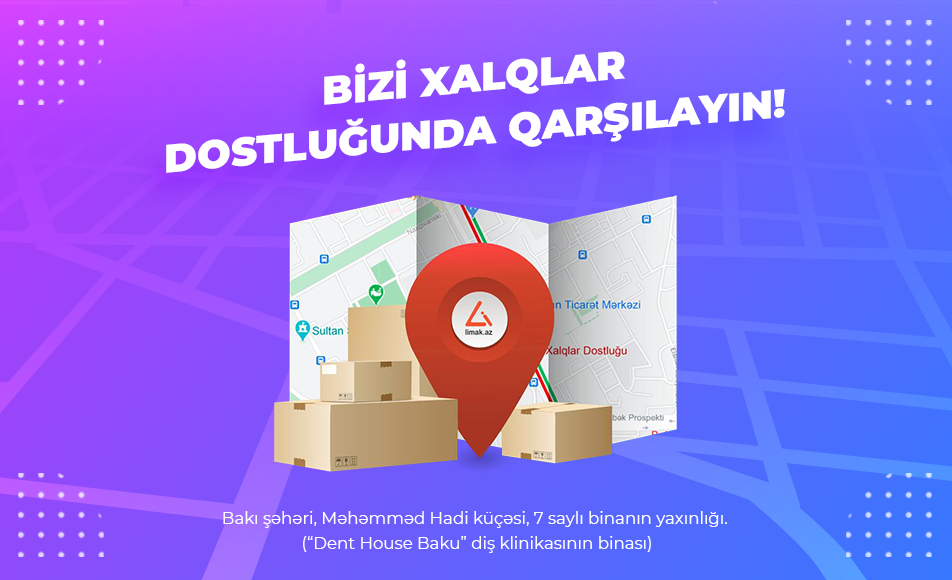 BİZİ XALQLAR
DOSTLUĞUNDA QARŞILAYIN!
Sultan
limak.az
Ticarət Mərkəzi
Xalqlar Dostluğu
Prospekti
Bakı şəhəri, Məhəmməd Hadi küçəsi, 7 saylı binanın yaxınlığı.
("Dent House Baku" diş klinikasının binası)